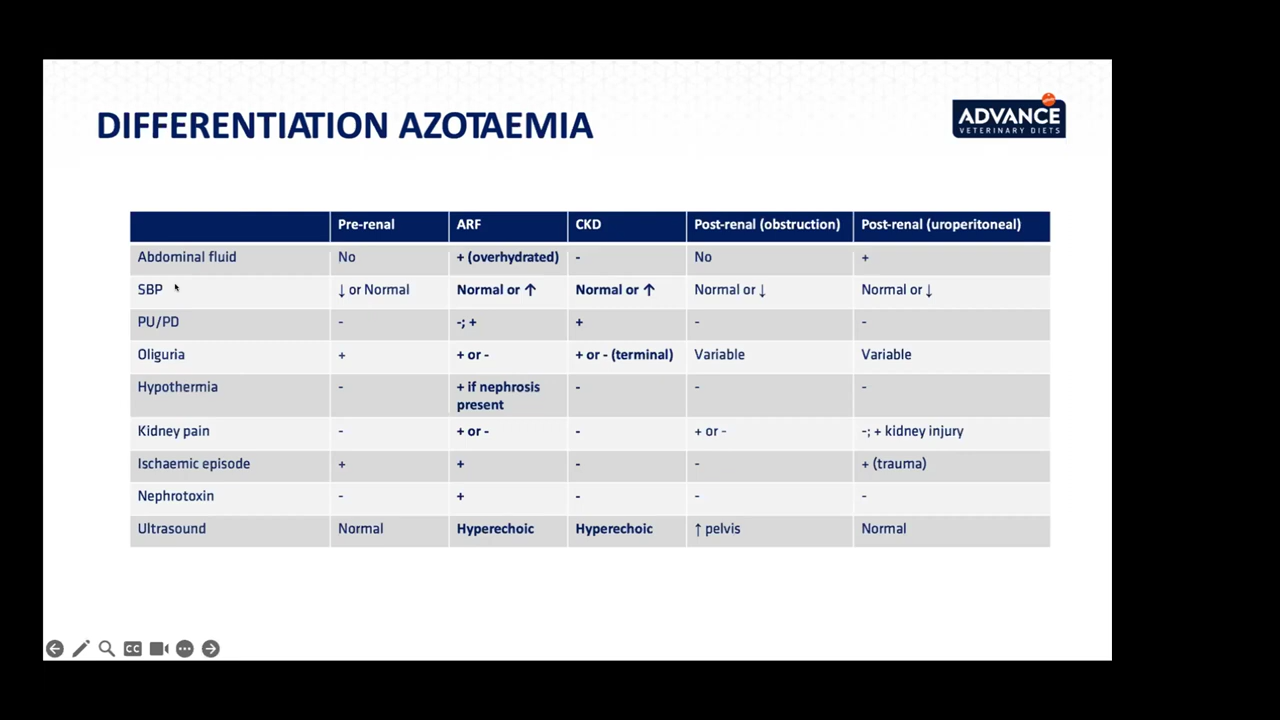 DIFFERENTIATION AZOTAEMIA
ADVANCE
VETERINARY DIETS
Pre-renal ARF CKD Post-renal (obstruction) Post-renal (uroperitoneal)
Abdominal fluid No + (overhydrated) - No +
SBP ↓ or Normal Normal or ↑ Normal or ↑ Normal or ↓ Normal or ↓
PU/PD - -; + + - -
Oliguria + + or - + or - (terminal) Variable Variable
Hypothermia - + if nephrosis - - -
present
Kidney pain - + or - - + or - -; + kidney injury
Ischaemic episode + + - - + (trauma)
Nephrotoxin - + - - -
Ultrasound Normal Hyperechoic Hyperechoic ↑ pelvis Normal
CC